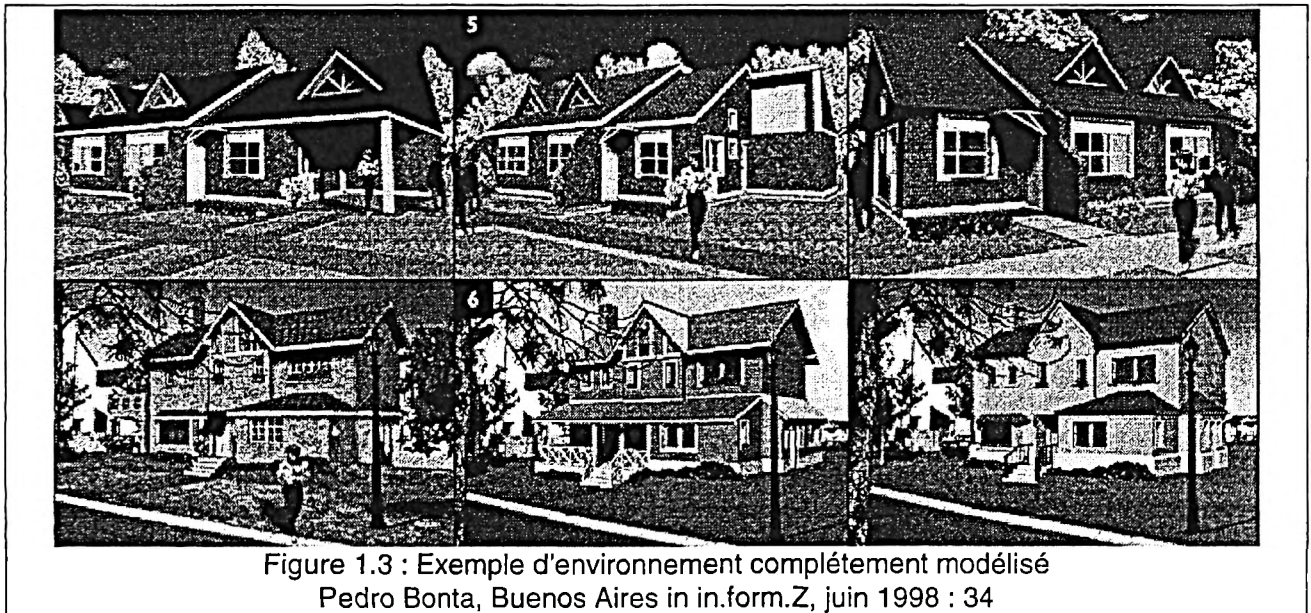 5
6
Figure 1.3 : Exemple d'environnement complétement modélisé
Pedro Bonta, Buenos Aires in in.form.Z, juin 1998 : 34